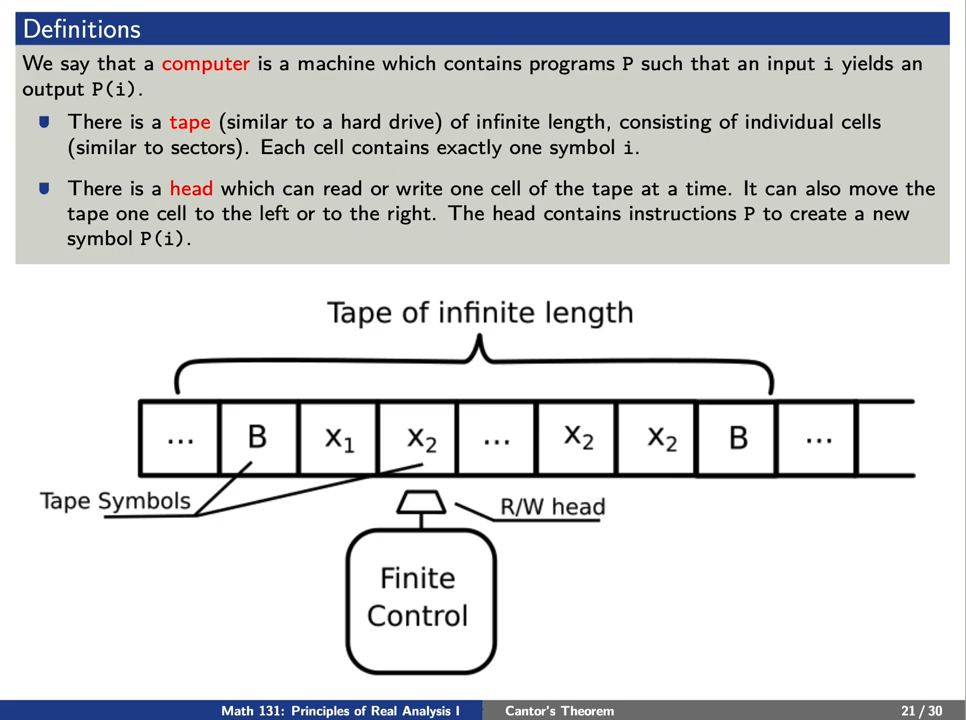 Definitions
We say that a computer is a machine which contains programs P such that an input i yields an
output P(i).
There is a tape (similar to a hard drive) of infinite length, consisting of individual cells
(similar to sectors). Each cell contains exactly one symbol i.
There is a head which can read or write one cell of the tape at a time. It can also move the
tape one cell to the left or to the right. The head contains instructions P to create a new
symbol P(i).
Tape of infinite length
... B x₁ x₂ ... x₂ x₂ B ...
Tape Symbols
R/W head
Finite
Control
Math 131: Principles of Real Analysis I Cantor's Theorem 21 / 30